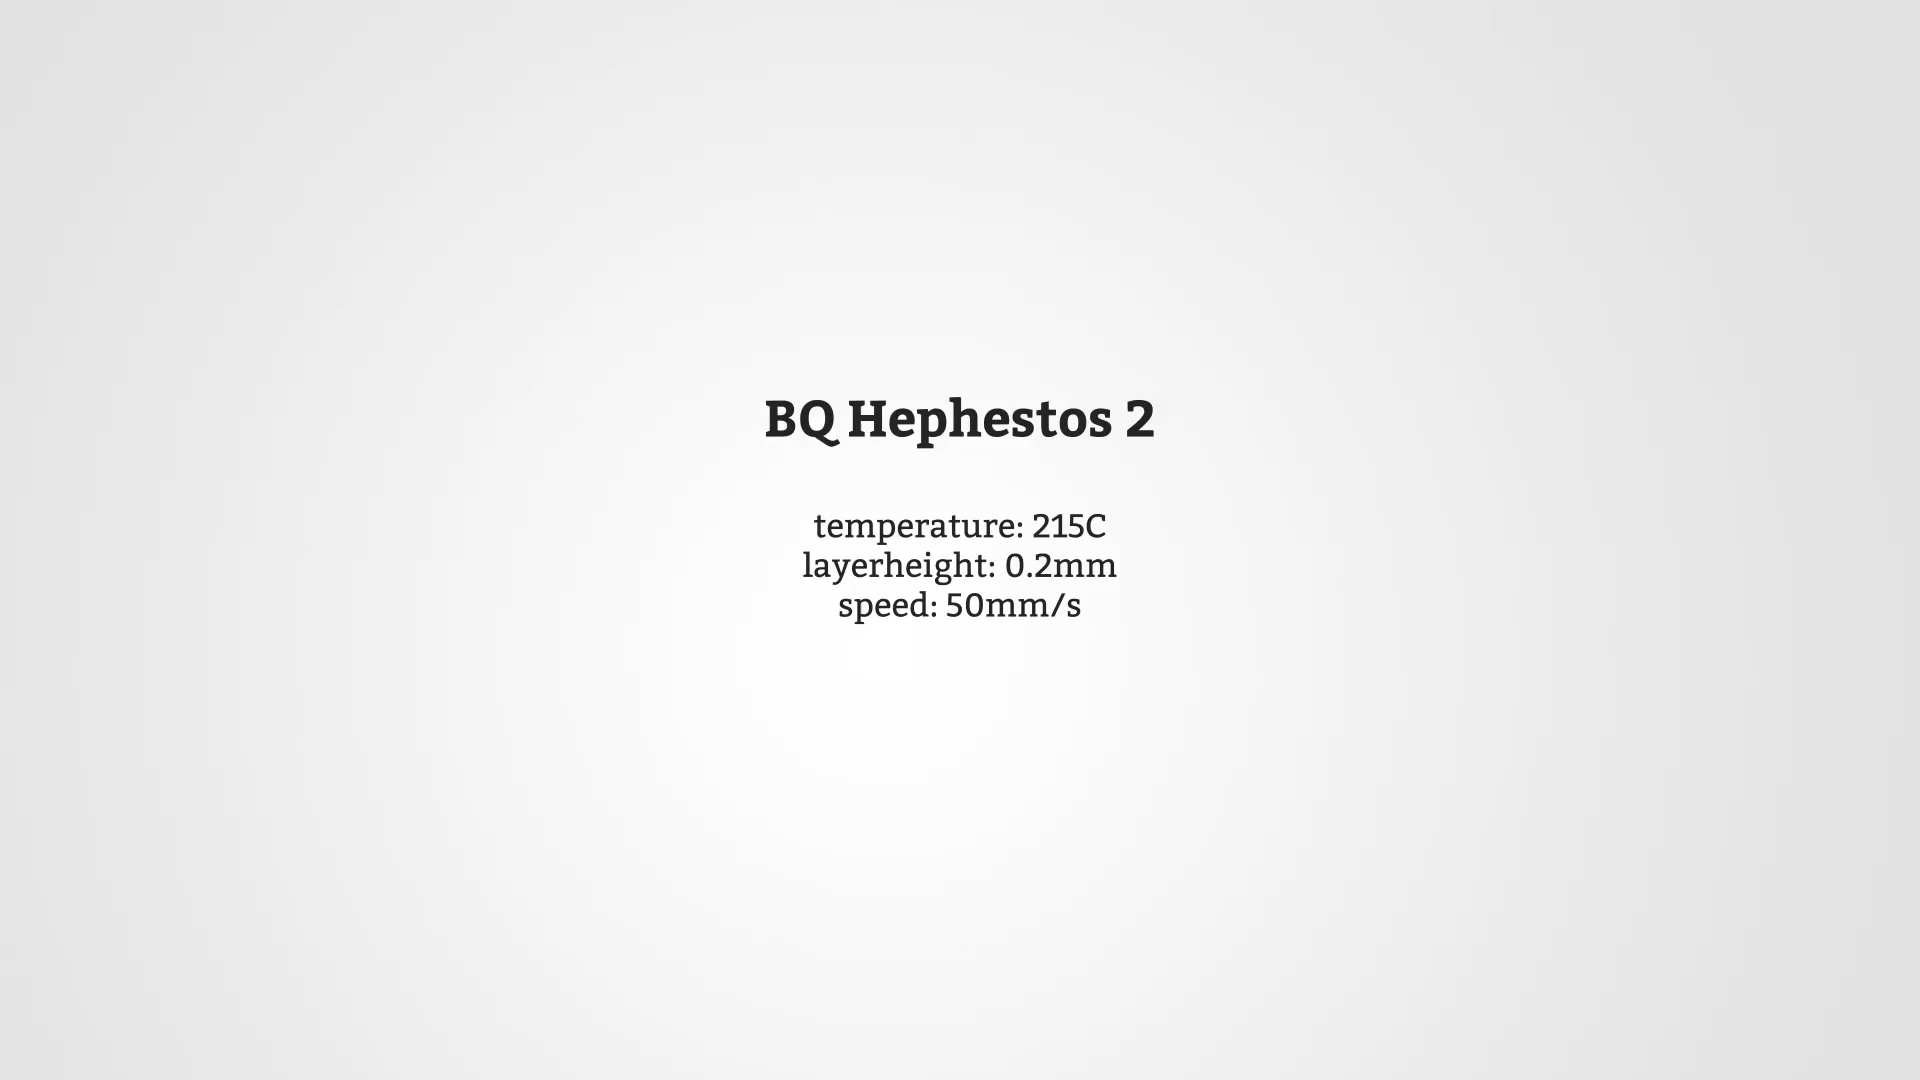 BQ Hephestos 2
temperature: 215C
layerheight: 0.2mm
speed: 50mm/s